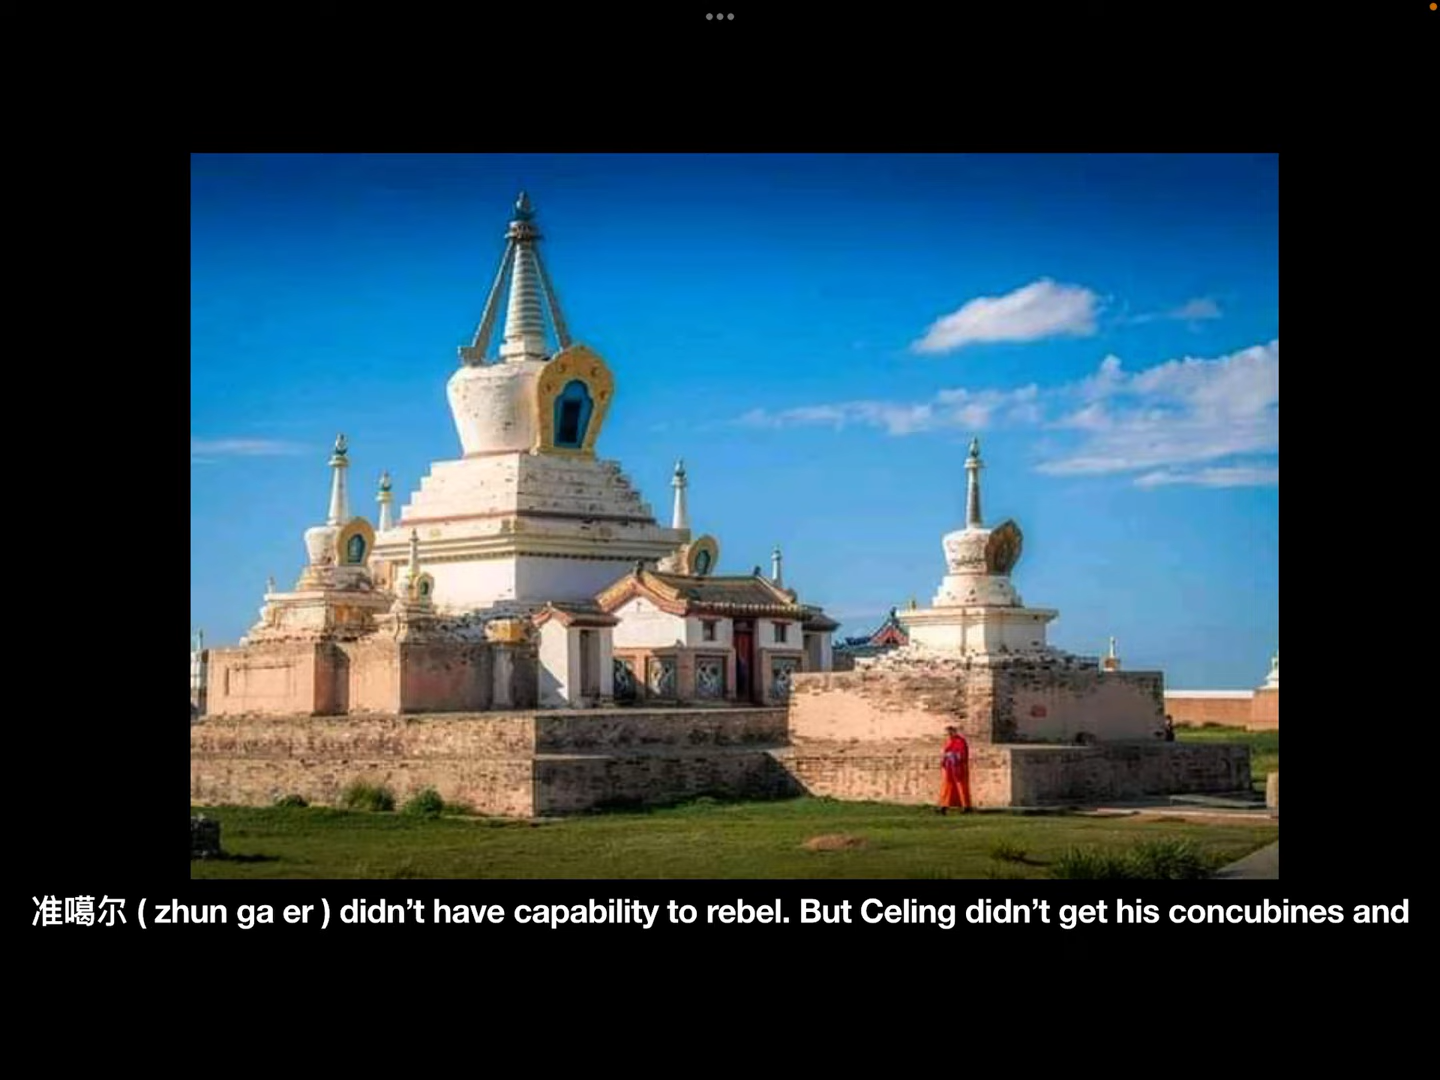 准噶尔 ( zhun ga er ) didn’t have capability to rebel. But Celing didn’t get his concubines and